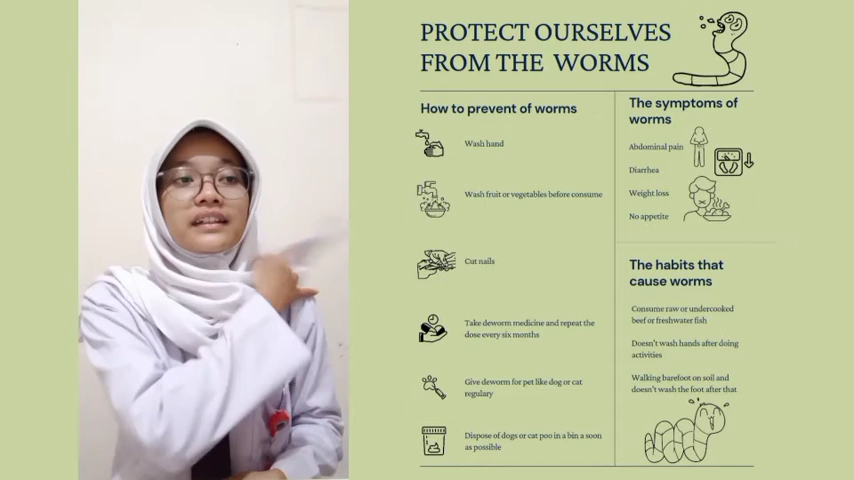 PROTECT OURSELVES
FROM THE WORMS
How to prevent of worms
Wash hand
Wash fruit or vegetables before consume
Cut nails
Take deworm medicine and repeat the
dose every six months
Give deworm for pet like dog or cat
regulary
Dispose of dogs or cat poo in a bin a soon
as possible
The symptoms of
worms
Abdominal pain
Diarrhea
Weight loss
No appetite
The habits that
cause worms
Consume raw or undercooked
beef or freshwater fish
Doesn't wash hands after doing
activities
Walking barefoot on soil and
doesn't wash the foot after that